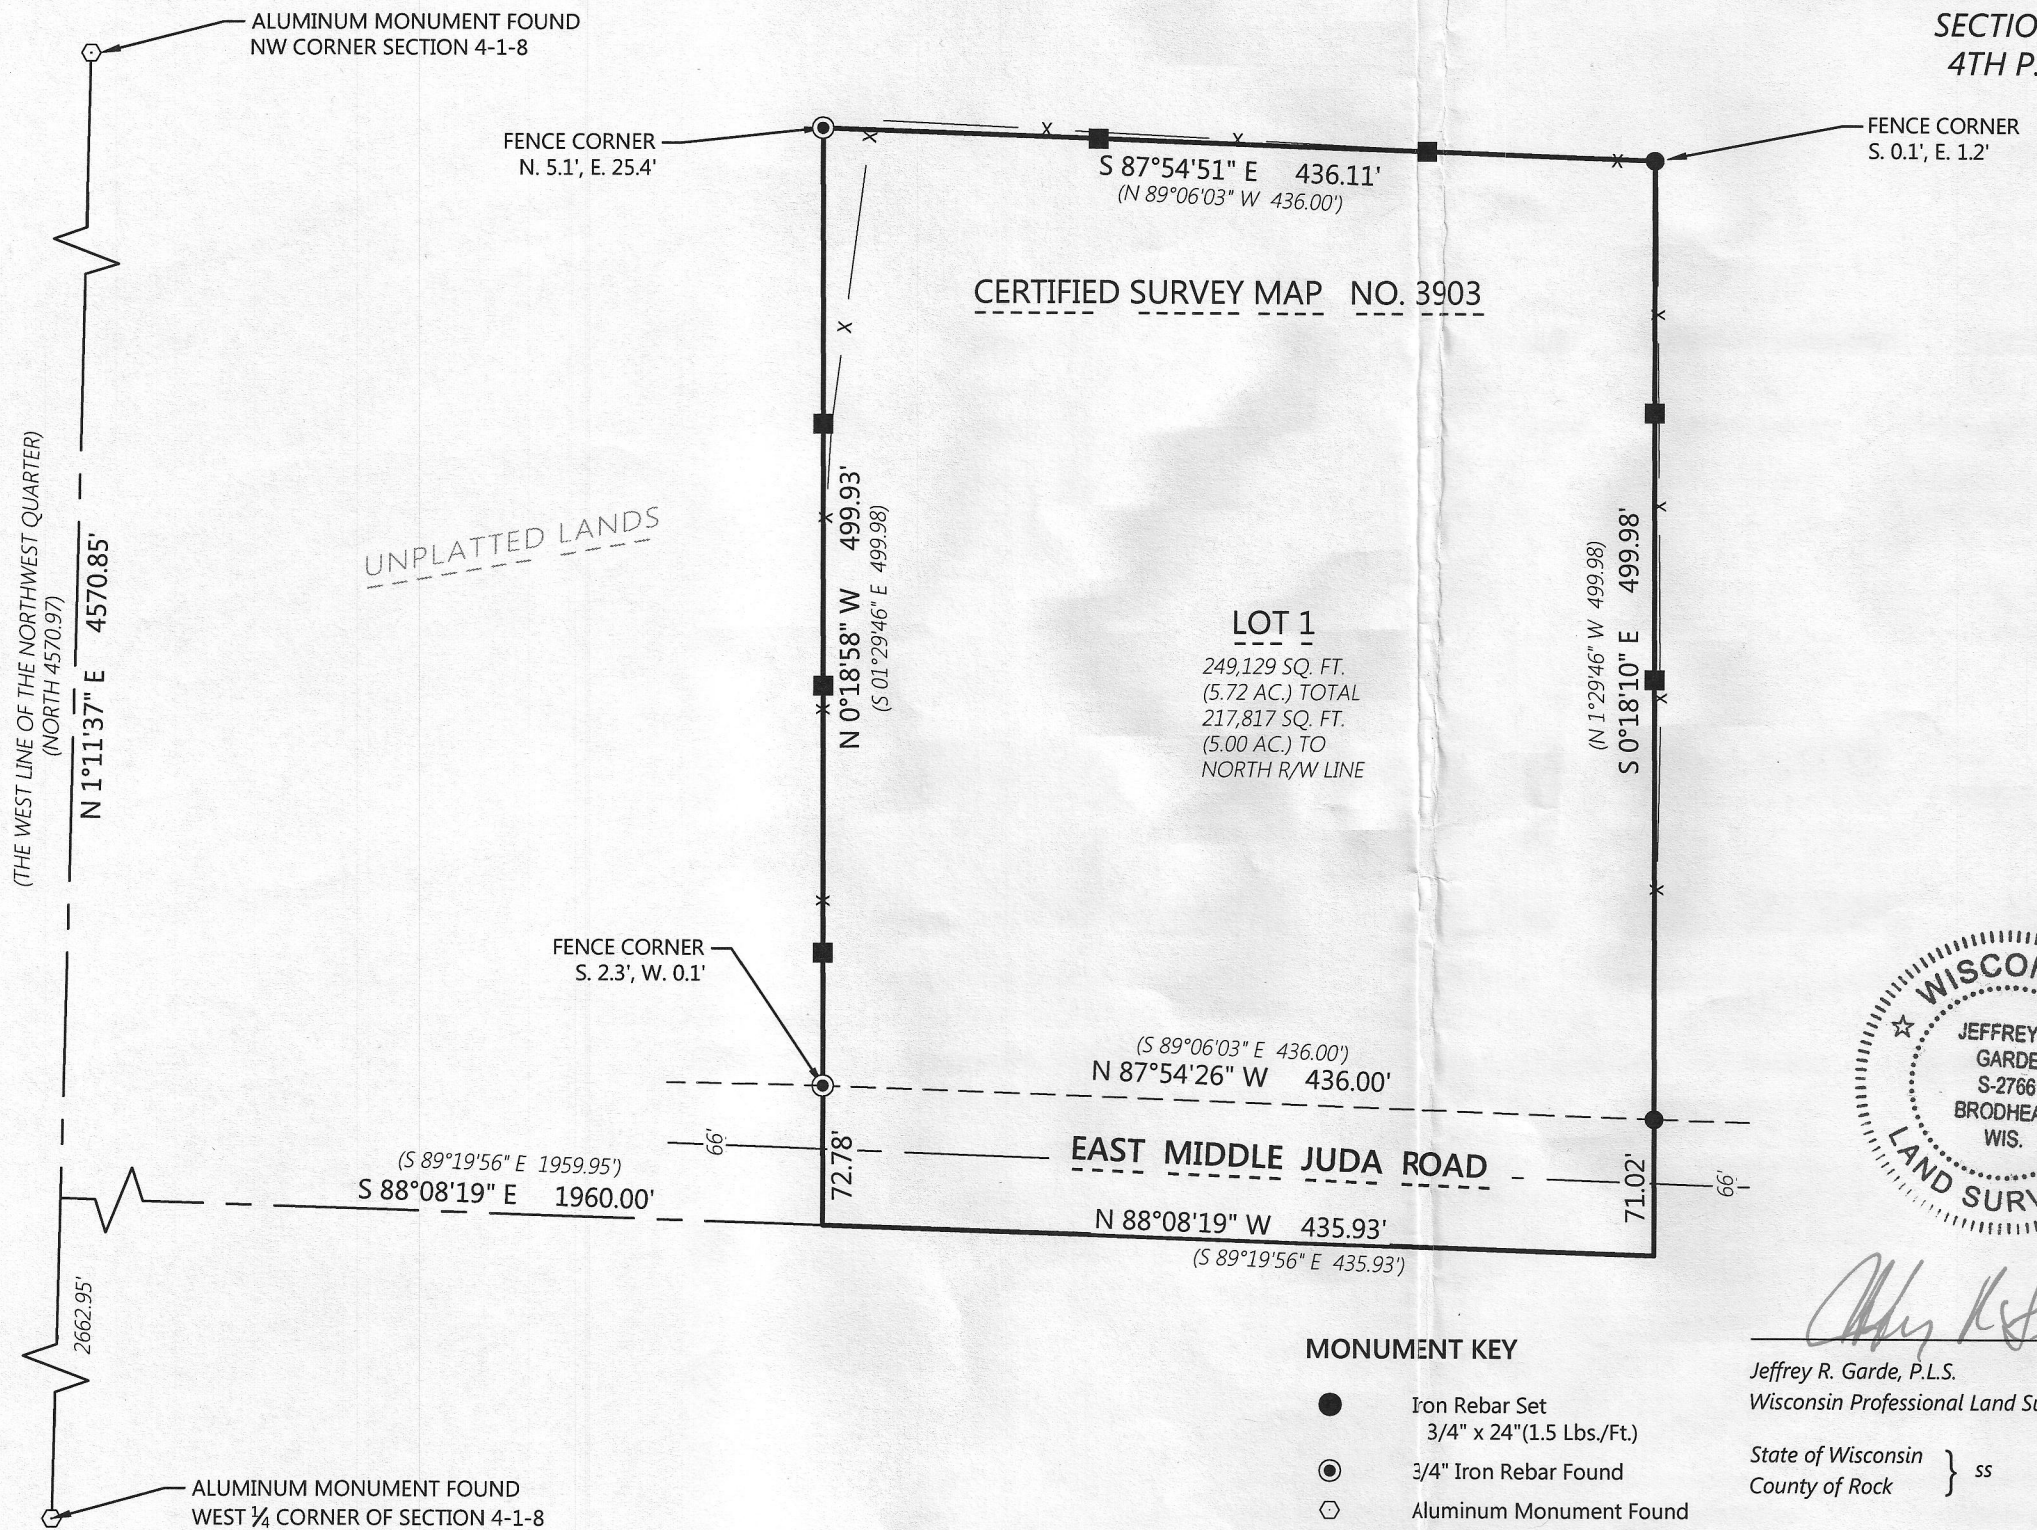 ALUMINUM MONUMENT FOUND
NW CORNER SECTION 4-1-8
4TH P.
FENCE CORNER
N. 5.1', E. 25.4'
FENCE CORNER
S. 0.1', E. 1.2'
S 87°54'51" E 436.11'
(N 89°06'03" W 436.00')
CERTIFIED SURVEY MAP NO. 3903
(THE WEST LINE OF THE NORTHWEST QUARTER)
(NORTH 4570.97)
N 1°11'37" E 4570.85'
UNPLATTED LANDS
N 0°18'58" W 499.93'
(S 01°29'46" E 499.98)
LOT 1
249,129 SQ. FT.
(5.72 AC.) TOTAL
217,817 SQ. FT.
(5.00 AC.) TO
NORTH R/W LINE
(N 1°29'46" W 499.98)
S 0°18'10" E 499.98'
FENCE CORNER
S. 2.3', W. 0.1'
(S 89°06'03" E 436.00')
N 87°54'26" W 436.00'
66'
72.78'
EAST MIDDLE JUDA ROAD
71.02'
66'
(S 89°19'56" E 1959.95')
S 88°08'19" E 1960.00'
N 88°08'19" W 435.93'
(S 89°19'56" E 435.93')
2662.95'
JEFFREY
GARDE
S-2766
WIS.
LAND
MONUMENT KEY
Iron Rebar Set
3/4" x 24"(1.5 Lbs./Ft.)
3/4" Iron Rebar Found
Aluminum Monument Found
Jeffrey R. Garde, P.L.S.
Wisconsin Professional Land
State of Wisconsin
County of Rock } ss
ALUMINUM MONUMENT FOUND
WEST ¼ CORNER OF SECTION 4-1-8